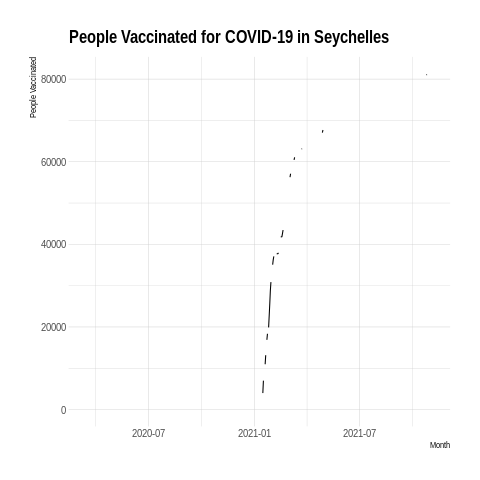 People Vaccinated for COVID-19 in Seychelles
People Vaccinated
80000
60000
40000
20000
0
2020-07 2021-01 2021-07
Month